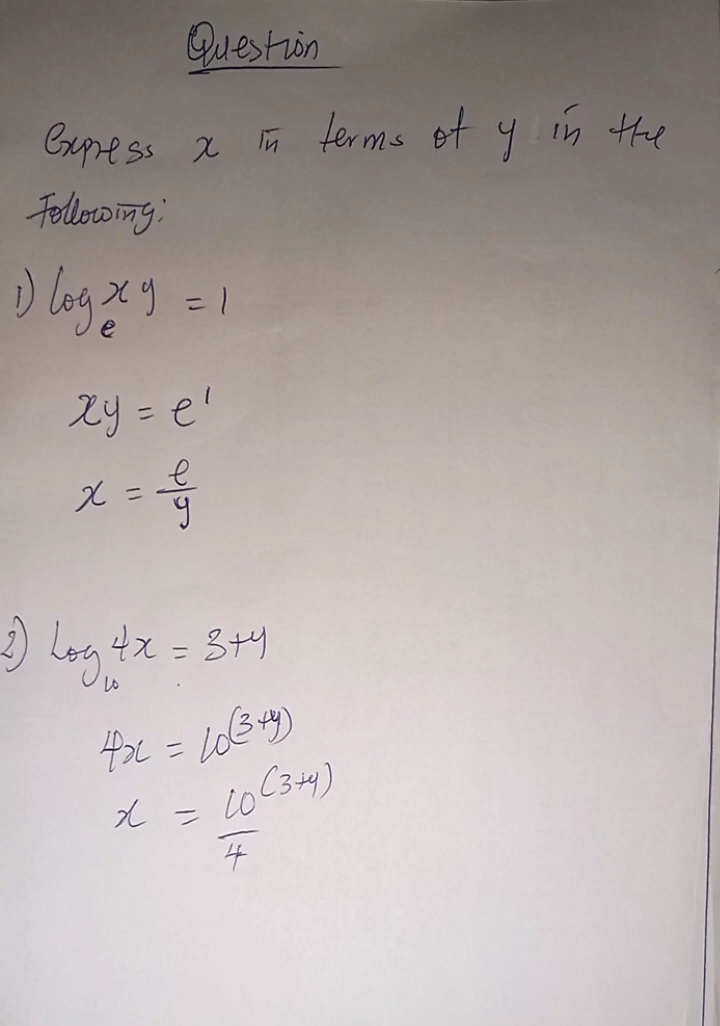 Question
Express x in terms of y in the
following:
1) log_e xy = 1
xy = e^1
x = e/y
2) Log_10 4x = 3+y
4x = 10^(3+y)
x = 10^(3+y)/4